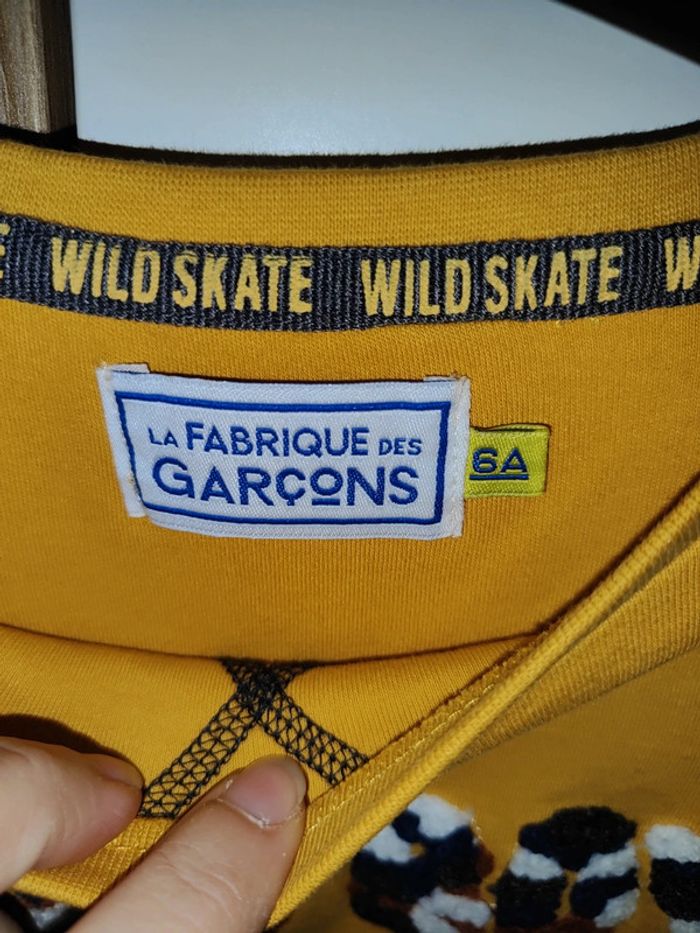 WILD SKATE WILD SKATE W
LA FABRIQUE DES
GARÇONS
6A